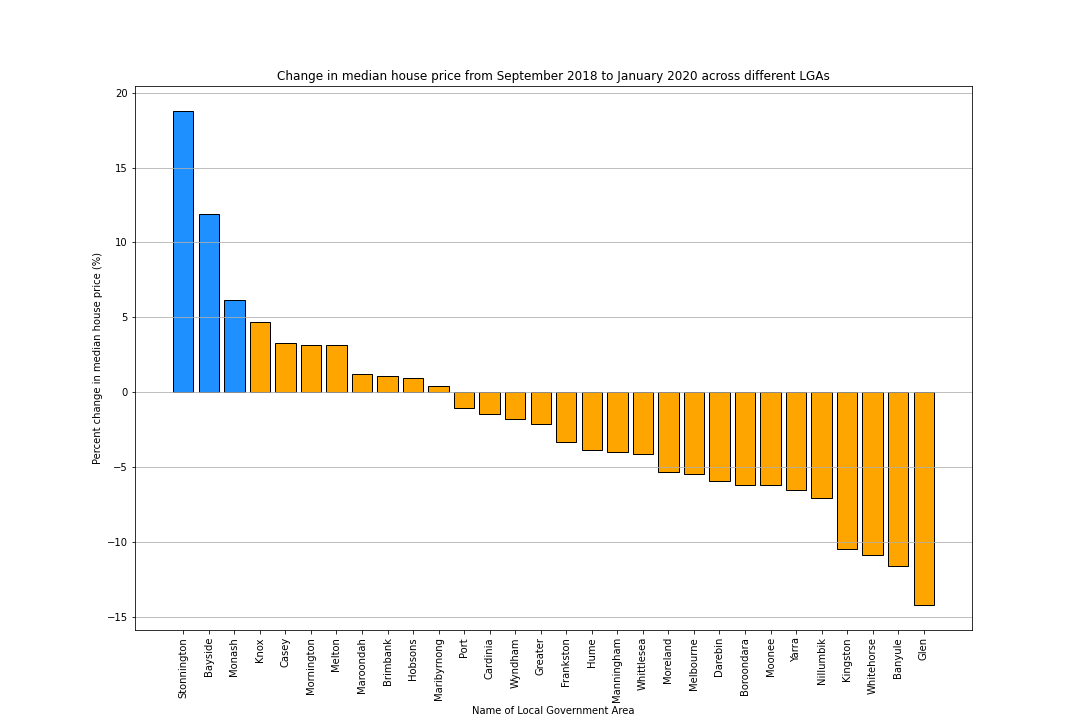 Change in median house price from September 2018 to January 2020 across different LGAs
20
15
10
5
0
−5
−10
−15
Percent change in median house price (%)
Stonnington
Bayside
Monash
Knox
Casey
Mornington
Melton
Maroondah
Brimbank
Hobsons
Maribyrnong
Port
Cardinia
Wyndham
Greater
Frankston
Hume
Manningham
Whittlesea
Moreland
Melbourne
Darebin
Boroondara
Moonee
Yarra
Nillumbik
Kingston
Whitehorse
Banyule
Glen
Name of Local Government Area